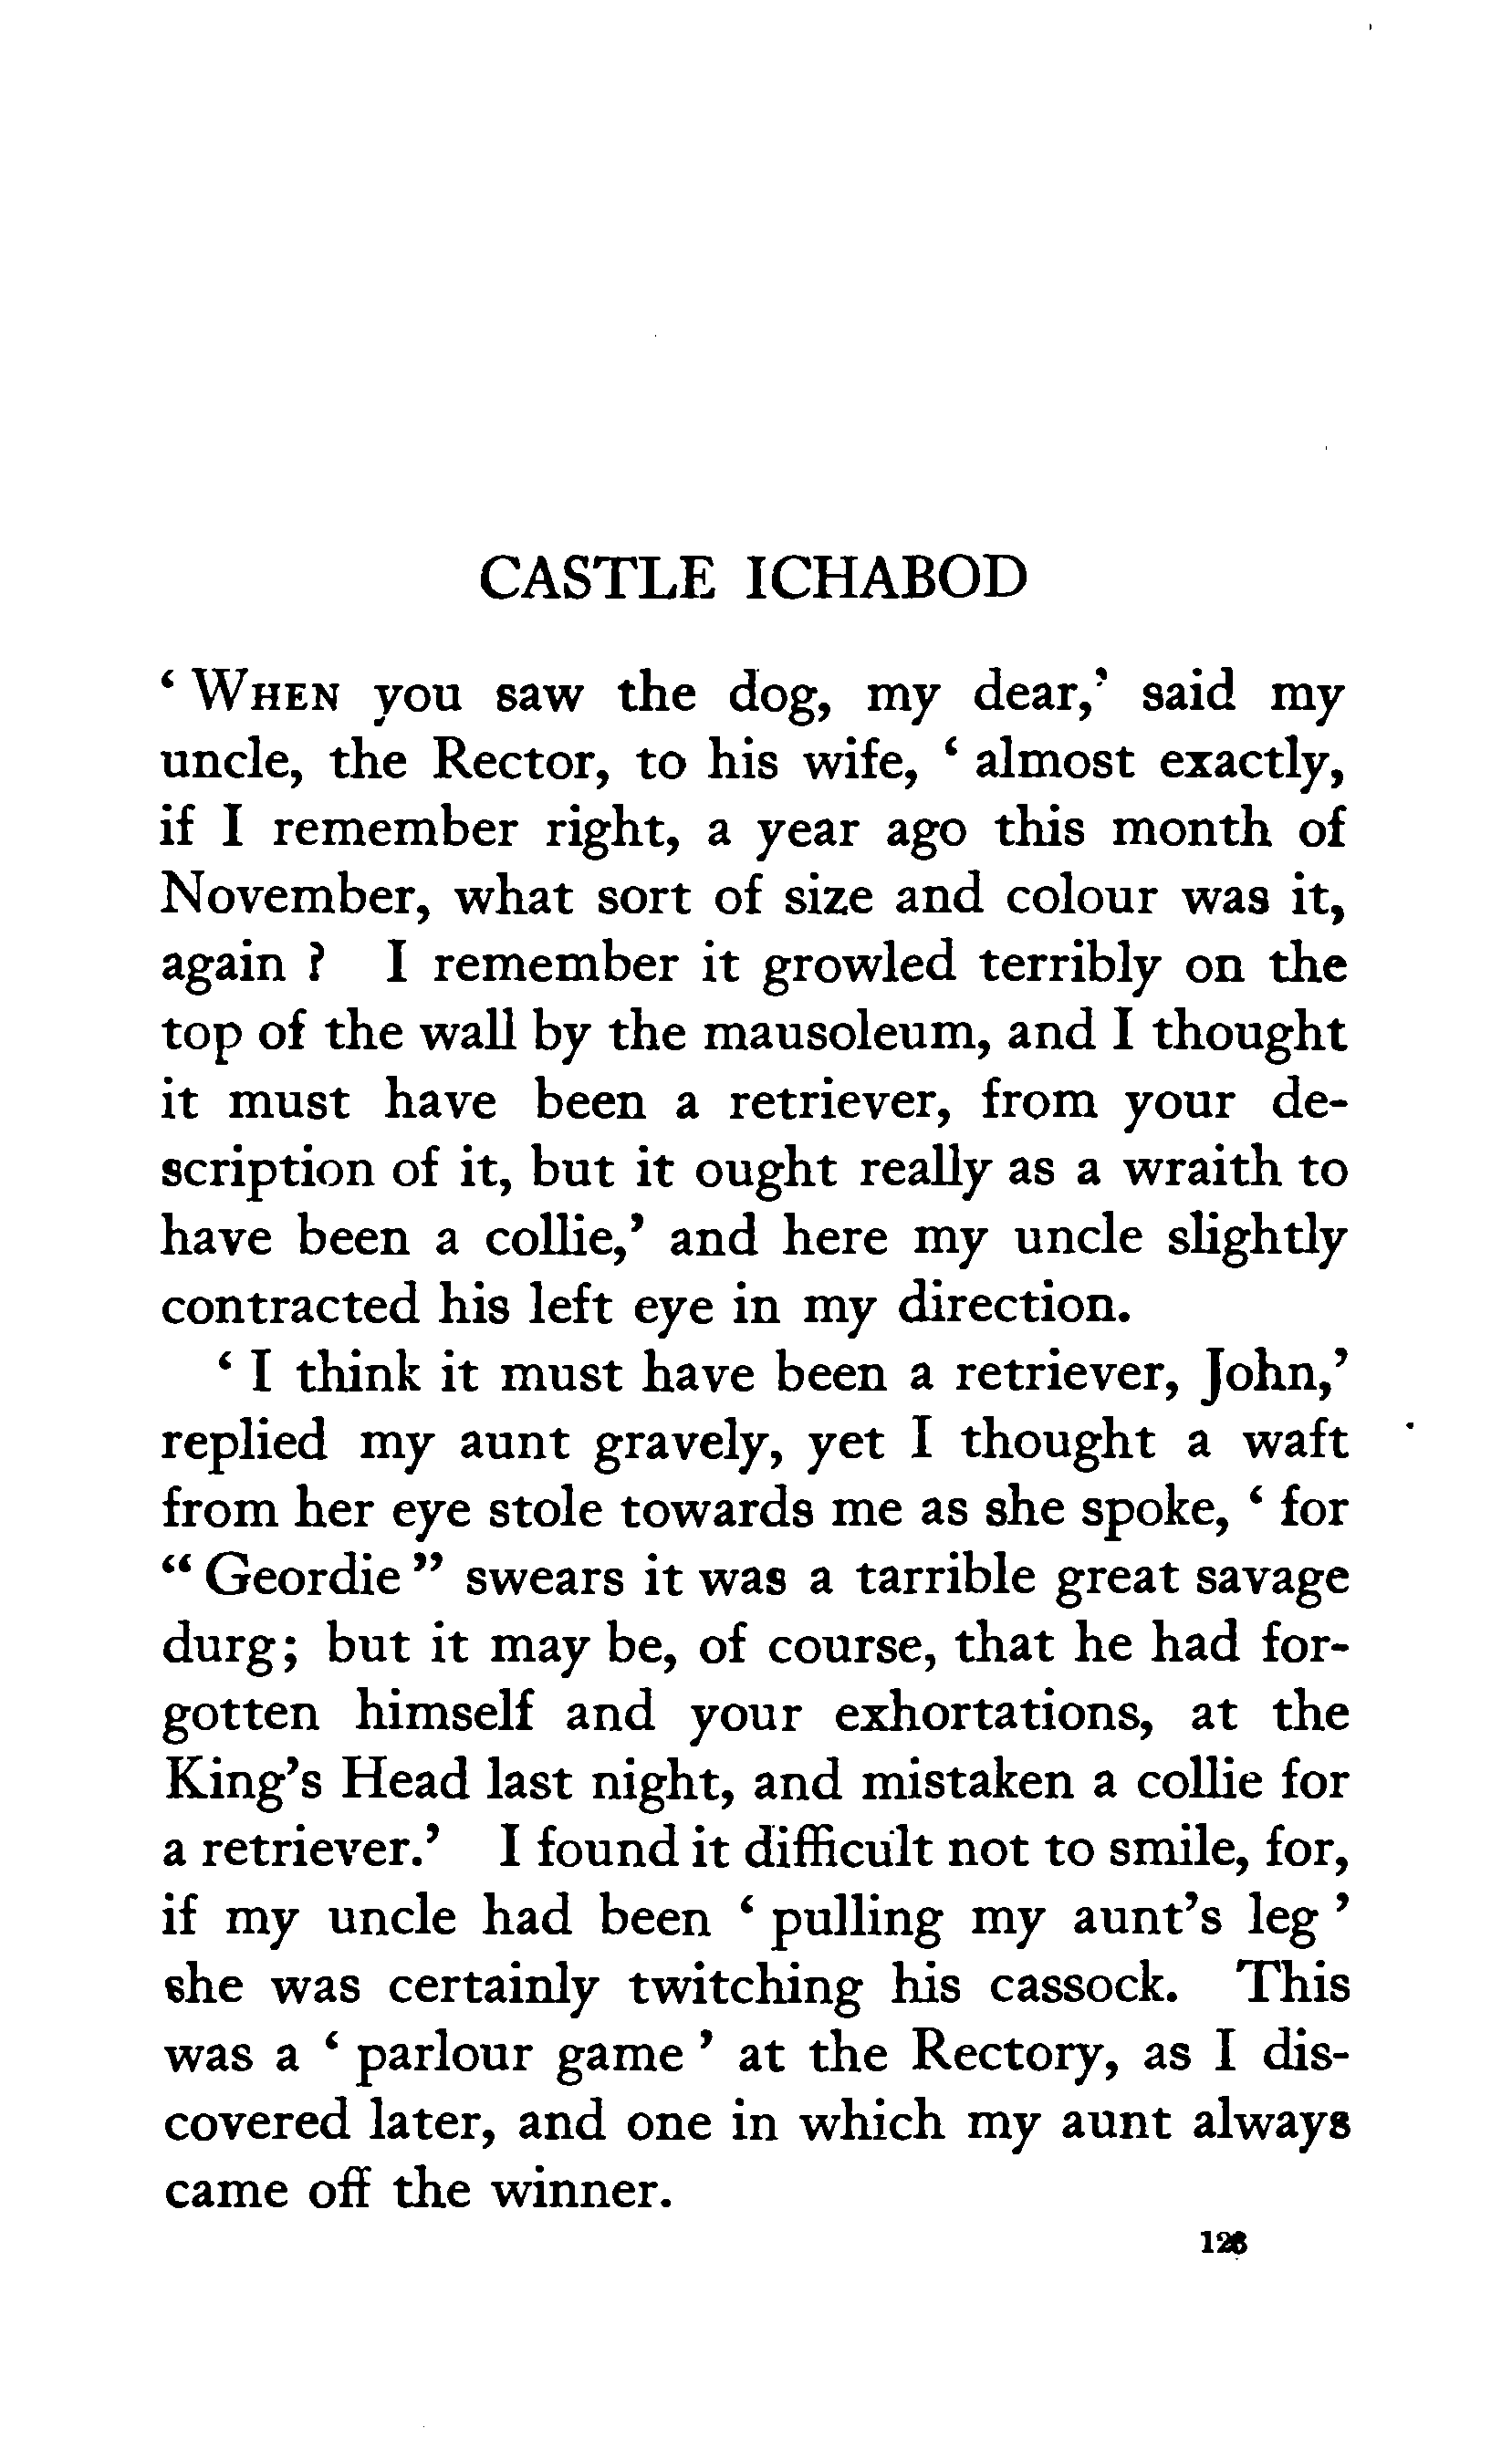 CASTLE ICHABOD
‘ WHEN you saw the dog, my dear,’ said my
uncle, the Rector, to his wife, ‘ almost exactly,
if I remember right, a year ago this month of
November, what sort of size and colour was it,
again ? I remember it growled terribly on the
top of the wall by the mausoleum, and I thought
it must have been a retriever, from your de-
scription of it, but it ought really as a wraith to
have been a collie,’ and here my uncle slightly
contracted his left eye in my direction.
‘ I think it must have been a retriever, John,’
replied my aunt gravely, yet I thought a waft
from her eye stole towards me as she spoke, ‘ for
“ Geordie ” swears it was a tarrible great savage
durg; but it may be, of course, that he had for-
gotten himself and your exhortations, at the
King’s Head last night, and mistaken a collie for
a retriever.’ I found it difficult not to smile, for,
if my uncle had been ‘ pulling my aunt’s leg ’
she was certainly twitching his cassock. This
was a ‘ parlour game ’ at the Rectory, as I dis-
covered later, and one in which my aunt always
came off the winner.